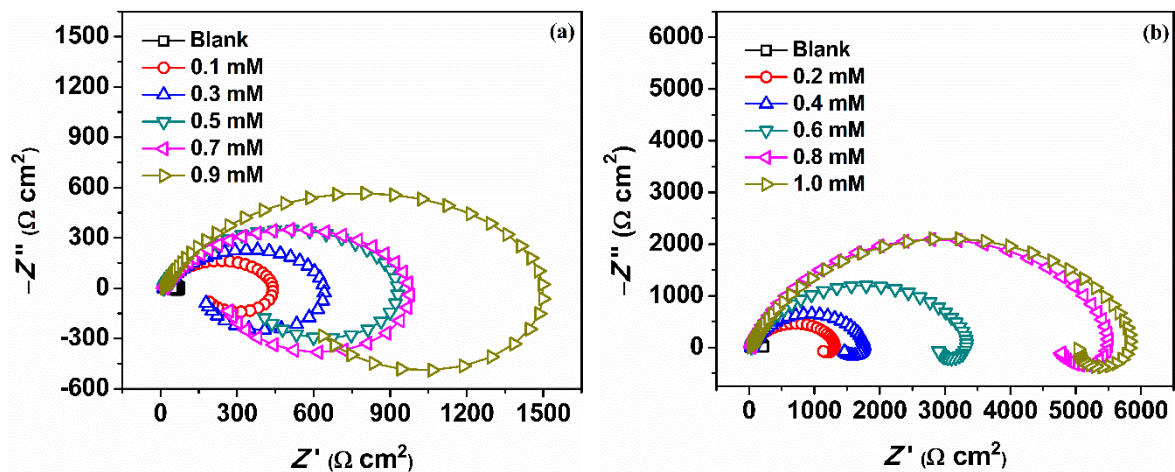 (a)
1500
1200
900
600
300
0
-300
-600
−Z'' (Ω cm²)
Blank
0.1 mM
0.3 mM
0.5 mM
0.7 mM
0.9 mM
0 300 600 900 1200 1500
Z' (Ω cm²)
(b)
6000
5000
4000
3000
2000
1000
0
−Z'' (Ω cm²)
Blank
0.2 mM
0.4 mM
0.6 mM
0.8 mM
1.0 mM
0 1000 2000 3000 4000 5000 6000
Z' (Ω cm²)